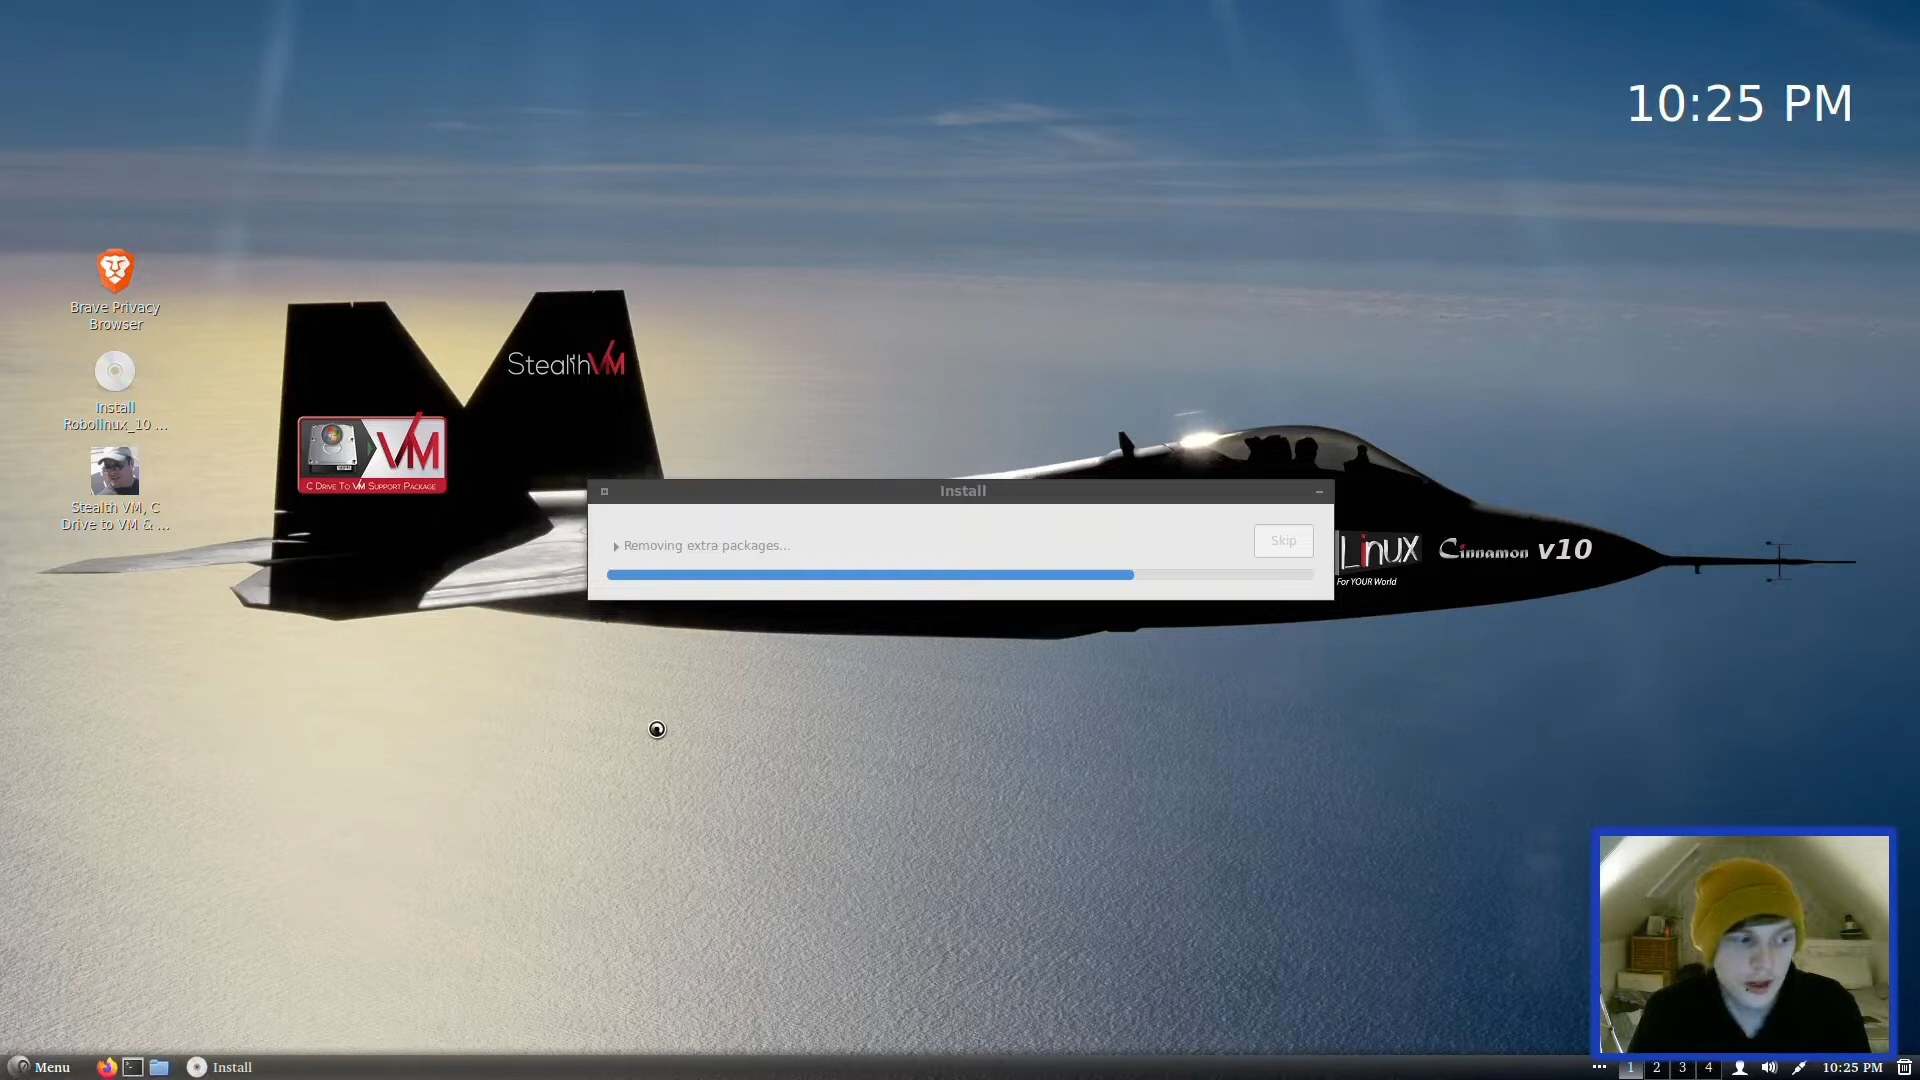 10:25 PM
Brave Privacy
Browser
Install
Robolinux_10 ...
Stealth VM, C
Drive to VM & ...
StealthVM
VM
C DRIVE TO VM SUPPORT PACKAGE
Install
Removing extra packages...
Skip
Linux
For YOUR World
Cinnamon v10
Menu
Install
1 2 3 4
10:25 PM